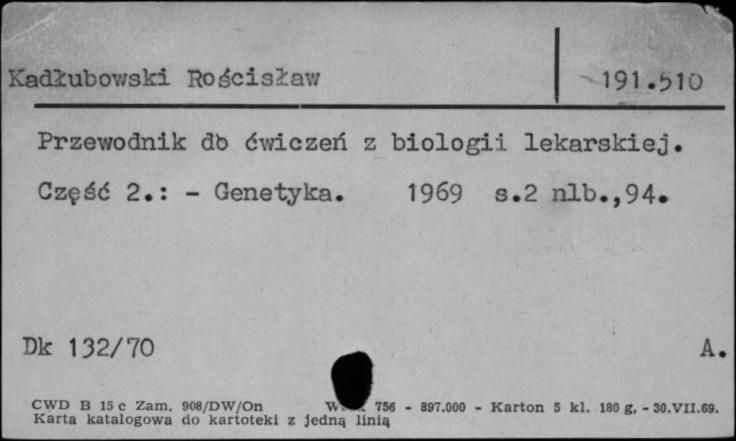 Kadłubowski Rościsław 191.510
Przewodnik do ćwiczeń z biologii lekarskiej.
Część 2.: - Genetyka. 1969 s.2 nlb.,94.
Dk 132/70 A.
CWD B 15 c Zam. 908/DW/On 756 - 897.000 - Karton 5 kl. 180 g. - 30.VII.69.
Karta katalogowa do kartoteki z jedną linią